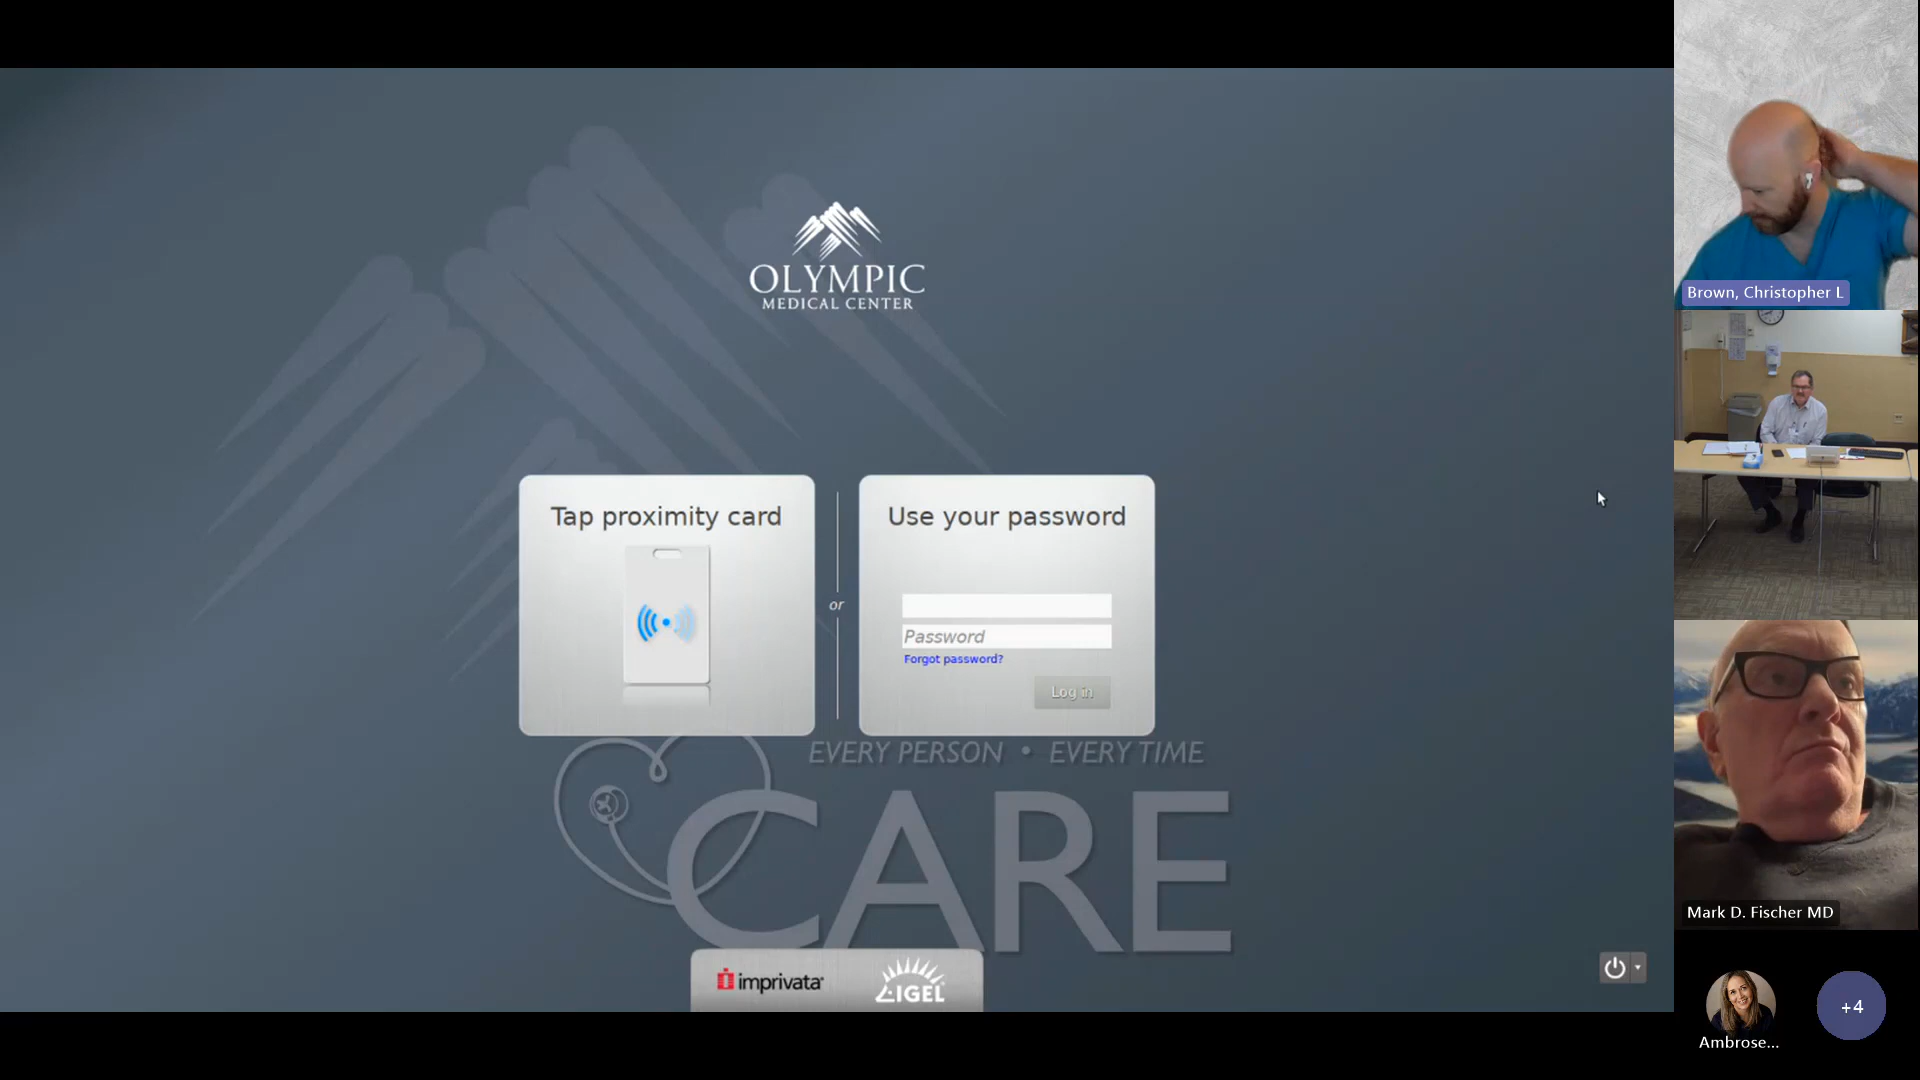 OLYMPIC
MEDICAL CENTER
Tap proximity card
or
Use your password
Password
Forgot password?
Log in
EVERY PERSON • EVERY TIME
CARE
imprivata
IGEL
Brown, Christopher L
Mark D. Fischer MD
Ambrose...
+4